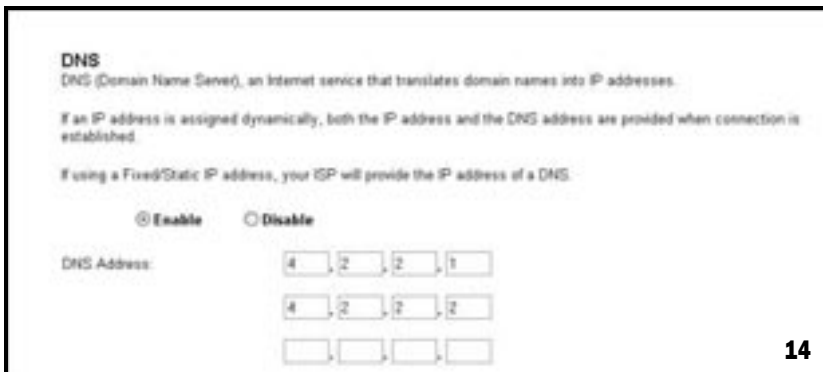 DNS
DNS (Domain Name Server), an Internet service that translates domain names into IP addresses.
If an IP address is assigned dynamically, both the IP address and the DNS address are provided when connection is
established.
If using a Fixed/Static IP address, your ISP will provide the IP address of a DNS.
Enable Disable
DNS Address: 4 . 2 . 2 . 1
4 . 2 . 2 . 2
. . .
14